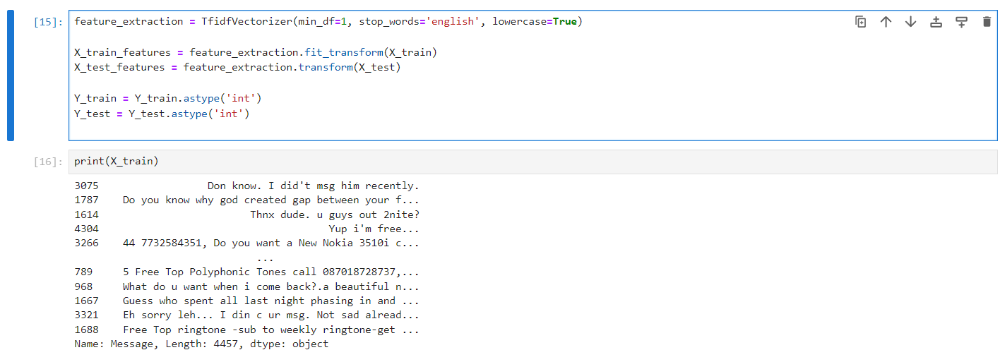 [15]: feature_extraction = TfidfVectorizer(min_df=1, stop_words='english', lowercase=True)
X_train_features = feature_extraction.fit_transform(X_train)
X_test_features = feature_extraction.transform(X_test)
Y_train = Y_train.astype('int')
Y_test = Y_test.astype('int')
[16]: print(X_train)
3075 Don know. I did't msg him recently.
1787 Do you know why god created gap between your f...
1614 Thnx dude. u guys out 2nite?
4304 Yup i'm free...
3266 44 7732584351, Do you want a New Nokia 3510i c...
...
789 5 Free Top Polyphonic Tones call 087018728737,...
968 What do u want when i come back?.a beautiful n...
1667 Guess who spent all last night phasing in and ...
3321 Eh sorry leh... I din c ur msg. Not sad alread...
1688 Free Top ringtone -sub to weekly ringtone-get ...
Name: Message, Length: 4457, dtype: object